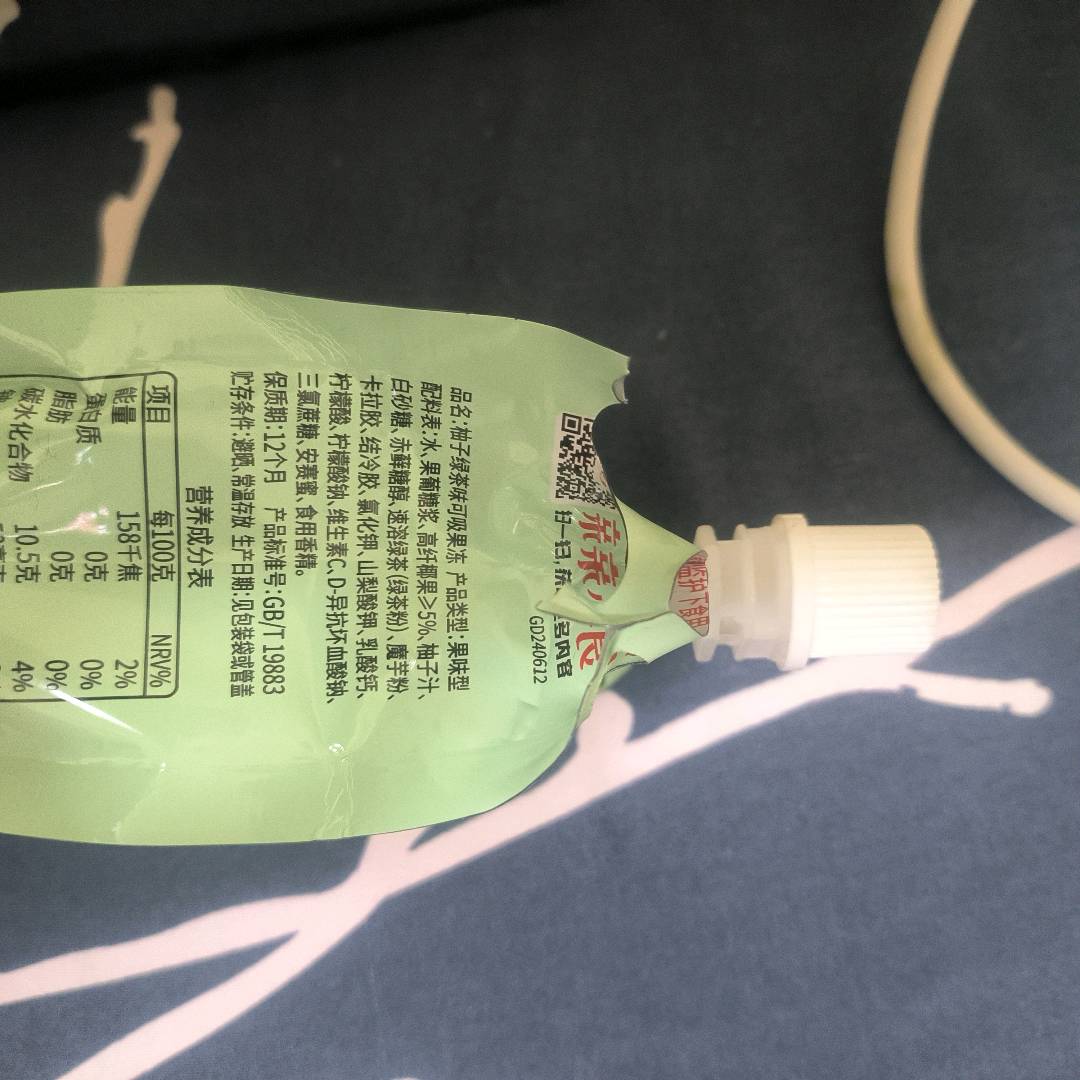 监护下食用
亲亲,
良
扫一扫,
名内容
GD240612
品名:柚子绿茶味可吸果冻 产品类型:果味型
配料表:水、果葡糖浆、高纤椰果≥5%、柚子汁、
白砂糖、赤藓糖醇、速溶绿茶(绿茶粉)、魔芋粉、
卡拉胶、结冷胶、氯化钾、山梨酸钾、乳酸钙、
柠檬酸、柠檬酸钠、维生素C、D-异抗坏血酸钠、
三氯蔗糖、安赛蜜、食用香精。
保质期:12个月 产品标准号:GB/T 19883
贮存条件:避晒、常温存放 生产日期:见包装袋或管盖
营养成分表
项目 每100克 NRV%
能量 158千焦 2%
蛋白质 0克 0%
脂肪 0克 0%
碳水化合物 10.5克 4%